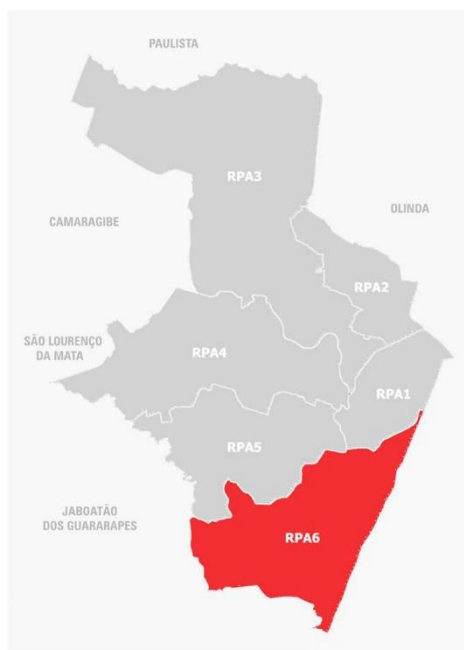 PAULISTA
RPA3
OLINDA
CAMARAGIBE
RPA2
SÃO LOURENÇO
DA MATA
RPA4
RPA1
RPA5
JABOATÃO
DOS GUARARAPES
RPA6